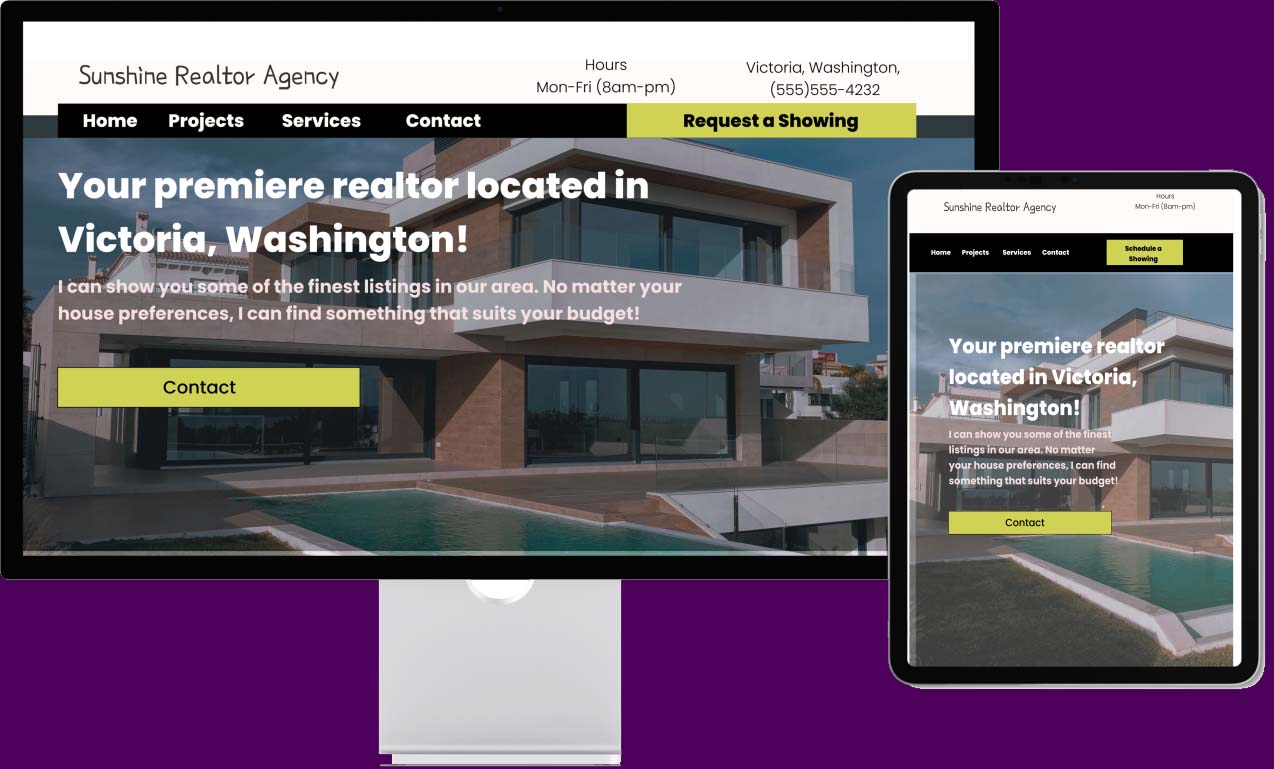 Sunshine Realtor Agency
Hours
Mon-Fri (8am-pm)
Victoria, Washington,
(555)555-4232
Home Projects Services Contact Request a Showing
Your premiere realtor located in
Victoria, Washington!
I can show you some of the finest listings in our area. No matter your
house preferences, I can find something that suits your budget!
Contact
Sunshine Realtor Agency
Hours
Mon-Fri (8am-pm)
Home Projects Services Contact
Schedule a
Showing
Your premiere realtor
located in Victoria,
Washington!
I can show you some of the finest
listings in our area. No matter
your house preferences, I can find
something that suits your budget!
Contact